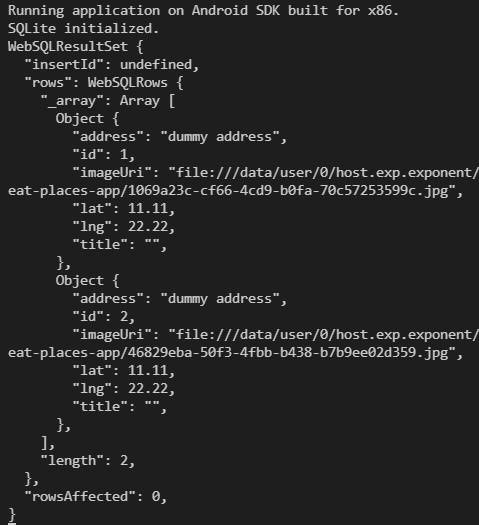 Running application on Android SDK built for x86.
SQLite initialized.
WebSQLResultSet {
  "insertId": undefined,
  "rows": WebSQLRows {
    "_array": Array [
      Object {
        "address": "dummy address",
        "id": 1,
        "imageUri": "file:///data/user/0/host.exp.exponent/
eat-places-app/1069a23c-cf66-4cd9-b0fa-70c57253599c.jpg",
        "lat": 11.11,
        "lng": 22.22,
        "title": "",
      },
      Object {
        "address": "dummy address",
        "id": 2,
        "imageUri": "file:///data/user/0/host.exp.exponent/
eat-places-app/46829eba-50f3-4fbb-b438-b7b9ee02d359.jpg",
        "lat": 11.11,
        "lng": 22.22,
        "title": "",
      },
    ],
    "length": 2,
  },
  "rowsAffected": 0,
}